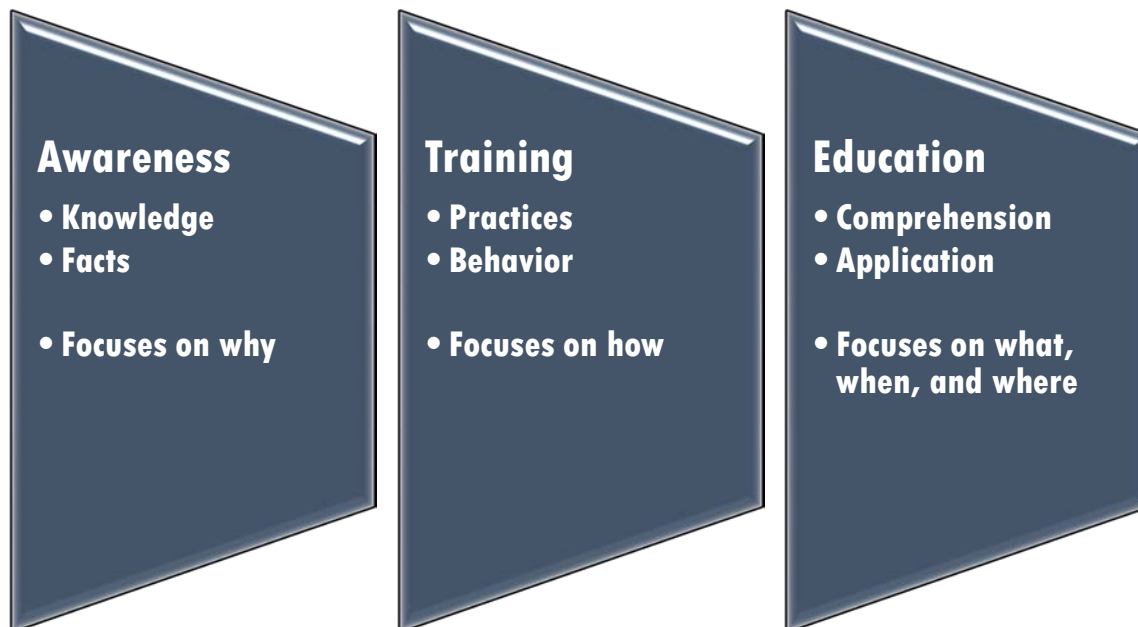 Awareness
• Knowledge
• Facts
• Focuses on why
Training
• Practices
• Behavior
• Focuses on how
Education
• Comprehension
• Application
• Focuses on what,
when, and where